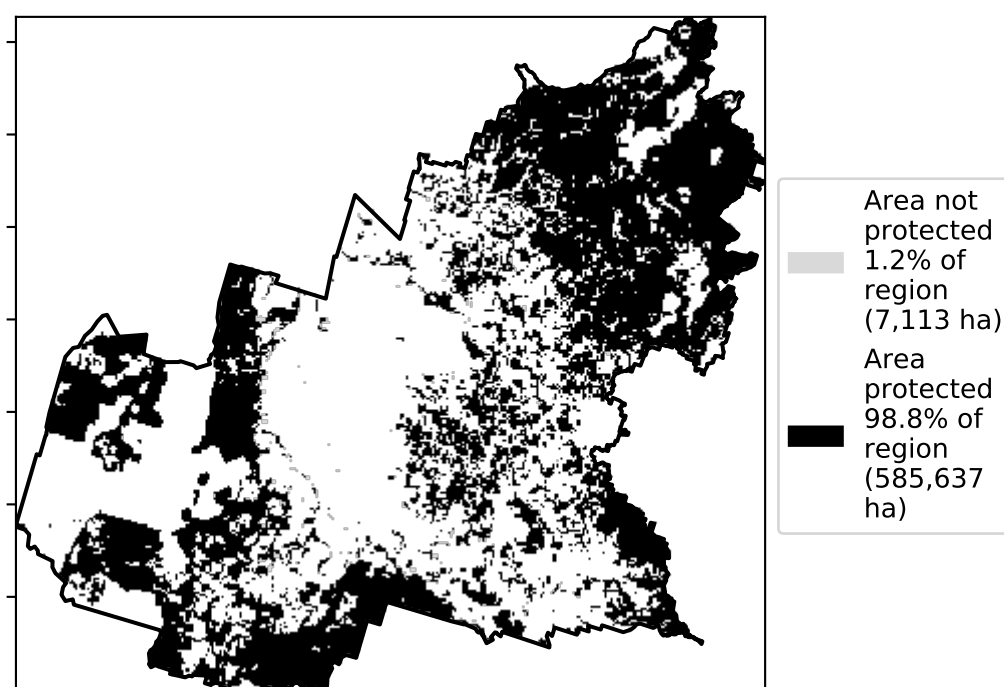 Area not
protected
1.2% of
region
(7,113 ha)
Area
protected
98.8% of
region
(585,637
ha)